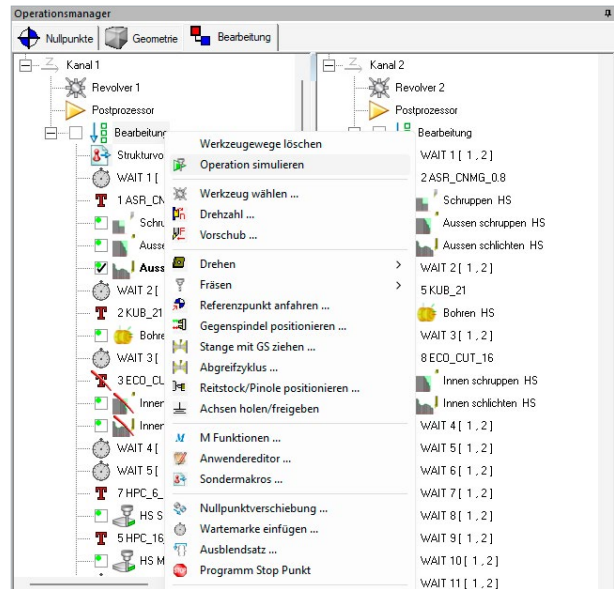 Operationsmanager
Nullpunkte
Geometrie
Bearbeitung
Kanal 1
Revolver 1
Postprozessor
Bearbeitung
Strukturvo
WAIT 1 [
T 1 ASR_CN
Schru
Ausse
Auss
WAIT 2 [
T 2 KUB_21
Bohre
WAIT 3 [
T 3 ECO_CU
Innen
Innen
WAIT 4 [
WAIT 5 [
T 7 HPC_6_
HS S
T 5 HPC_16
HS M
Werkzeugewege löschen
Operation simulieren
Werkzeug wählen ...
Drehzahl ...
Vorschub ...
Drehen
Fräsen
Referenzpunkt anfahren ...
Gegenspindel positionieren ...
Stange mit GS ziehen ...
Abgreifzyklus ...
Reitstock/Pinole positionieren ...
Achsen holen/freigeben
M Funktionen ...
Anwendereditor ...
Sondermakros ...
Nullpunktverschiebung ...
Wartemarke einfügen ...
Ausblendsatz ...
Programm Stop Punkt
Kanal 2
Revolver 2
Postprozessor
Bearbeitung
WAIT 1 [ 1 , 2 ]
2 ASR_CNMG_0.8
Schruppen HS
Aussen schruppen HS
Aussen schlichten HS
WAIT 2 [ 1 , 2 ]
5 KUB_21
Bohren HS
WAIT 3 [ 1 , 2 ]
8 ECO_CUT_16
Innen schruppen HS
Innen schlichten HS
WAIT 4 [ 1 , 2 ]
WAIT 5 [ 1 , 2 ]
WAIT 6 [ 1 , 2 ]
WAIT 7 [ 1 , 2 ]
WAIT 8 [ 1 , 2 ]
WAIT 9 [ 1 , 2 ]
WAIT 10 [ 1 , 2 ]
WAIT 11 [ 1 , 2 ]